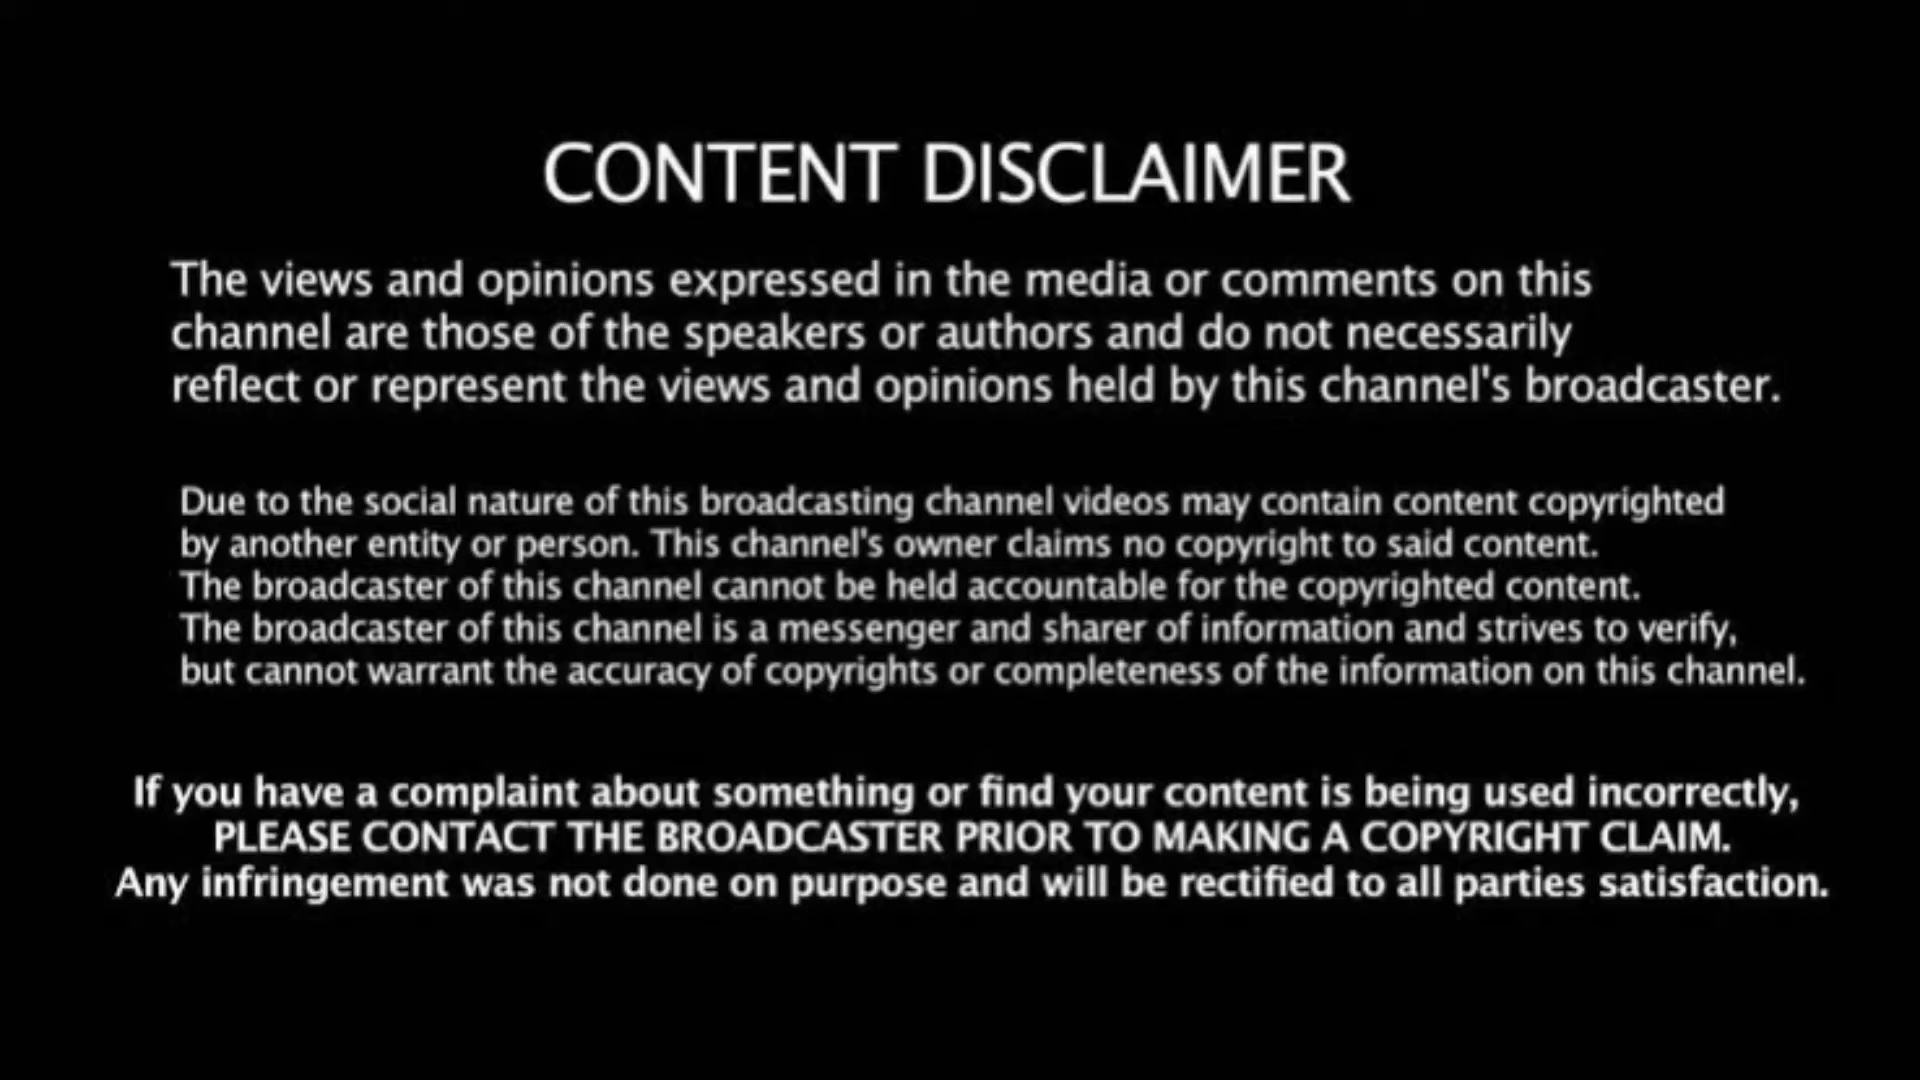 CONTENT DISCLAIMER
The views and opinions expressed in the media or comments on this
channel are those of the speakers or authors and do not necessarily
reflect or represent the views and opinions held by this channel's broadcaster.
Due to the social nature of this broadcasting channel videos may contain content copyrighted
by another entity or person. This channel's owner claims no copyright to said content.
The broadcaster of this channel cannot be held accountable for the copyrighted content.
The broadcaster of this channel is a messenger and sharer of information and strives to verify,
but cannot warrant the accuracy of copyrights or completeness of the information on this channel.
If you have a complaint about something or find your content is being used incorrectly,
PLEASE CONTACT THE BROADCASTER PRIOR TO MAKING A COPYRIGHT CLAIM.
Any infringement was not done on purpose and will be rectified to all parties satisfaction.